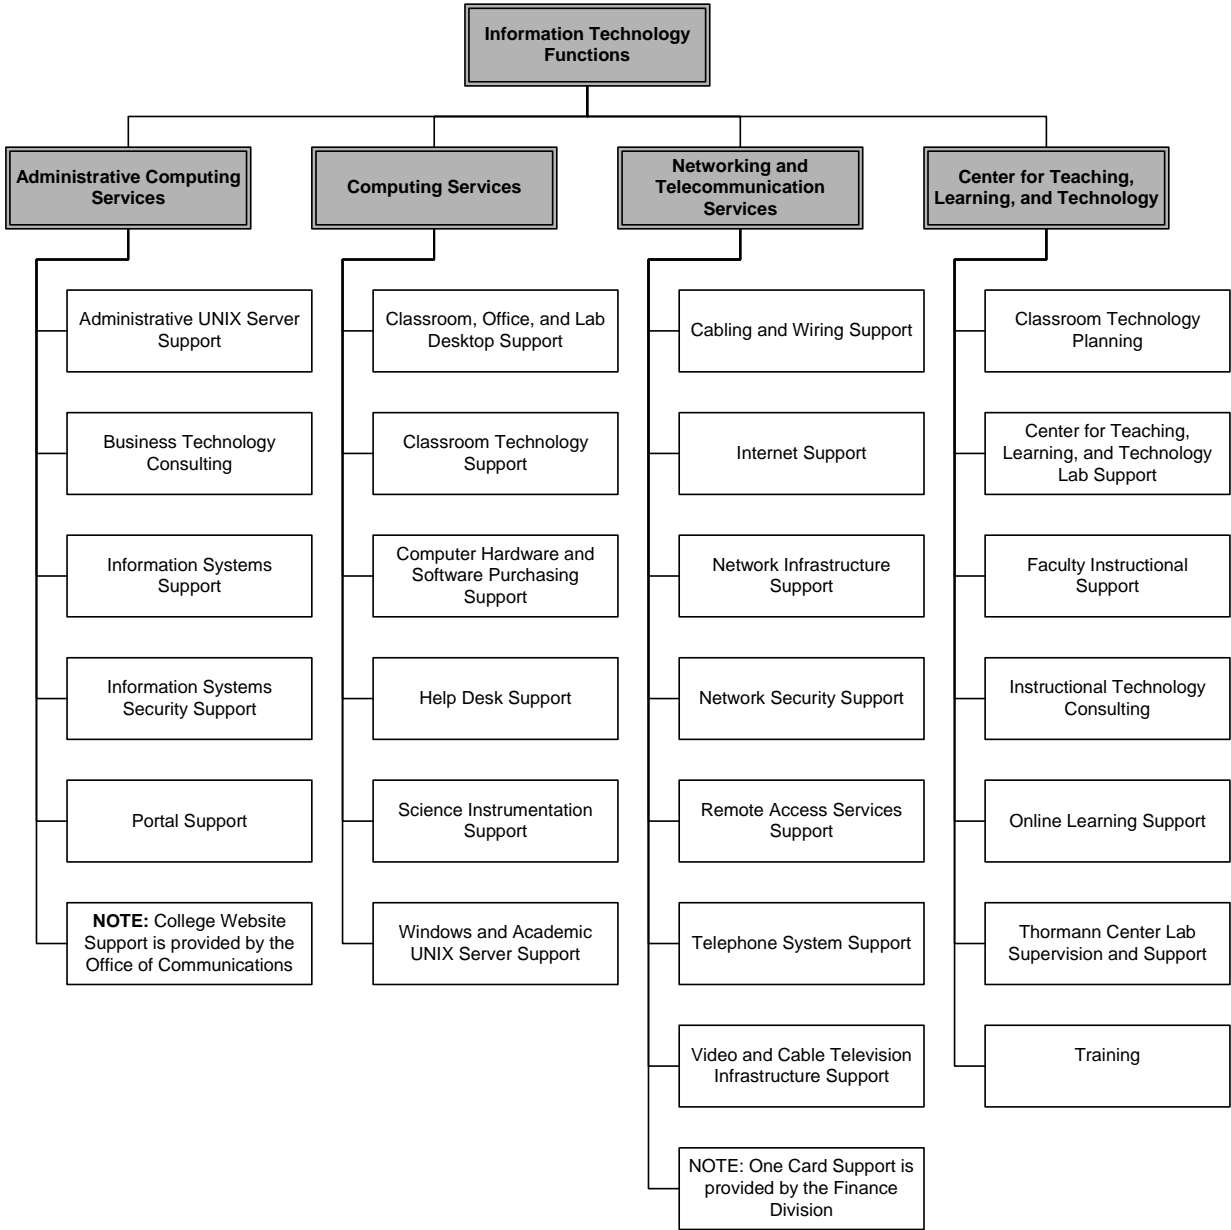 Information Technology
Functions
Administrative Computing
Services
Computing Services
Networking and
Telecommunication
Services
Center for Teaching,
Learning, and Technology
Administrative UNIX Server
Support
Business Technology
Consulting
Information Systems
Support
Information Systems
Security Support
Portal Support
NOTE: College Website
Support is provided by the
Office of Communications
Classroom, Office, and Lab
Desktop Support
Classroom Technology
Support
Computer Hardware and
Software Purchasing
Support
Help Desk Support
Science Instrumentation
Support
Windows and Academic
UNIX Server Support
Cabling and Wiring Support
Internet Support
Network Infrastructure
Support
Network Security Support
Remote Access Services
Support
Telephone System Support
Video and Cable Television
Infrastructure Support
NOTE: One Card Support is
provided by the Finance
Division
Classroom Technology
Planning
Center for Teaching,
Learning, and Technology
Lab Support
Faculty Instructional
Support
Instructional Technology
Consulting
Online Learning Support
Thormann Center Lab
Supervision and Support
Training